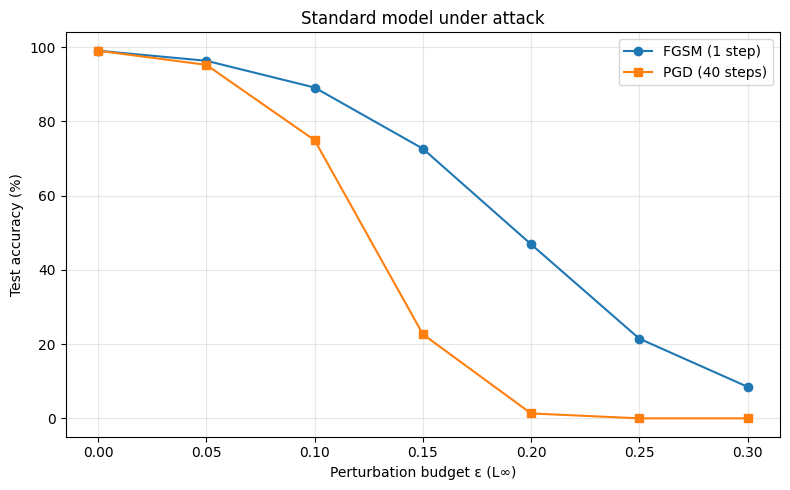 Standard model under attack
FGSM (1 step)
PGD (40 steps)
Test accuracy (%)
100
80
60
40
20
0
0.00 0.05 0.10 0.15 0.20 0.25 0.30
Perturbation budget ε (L∞)